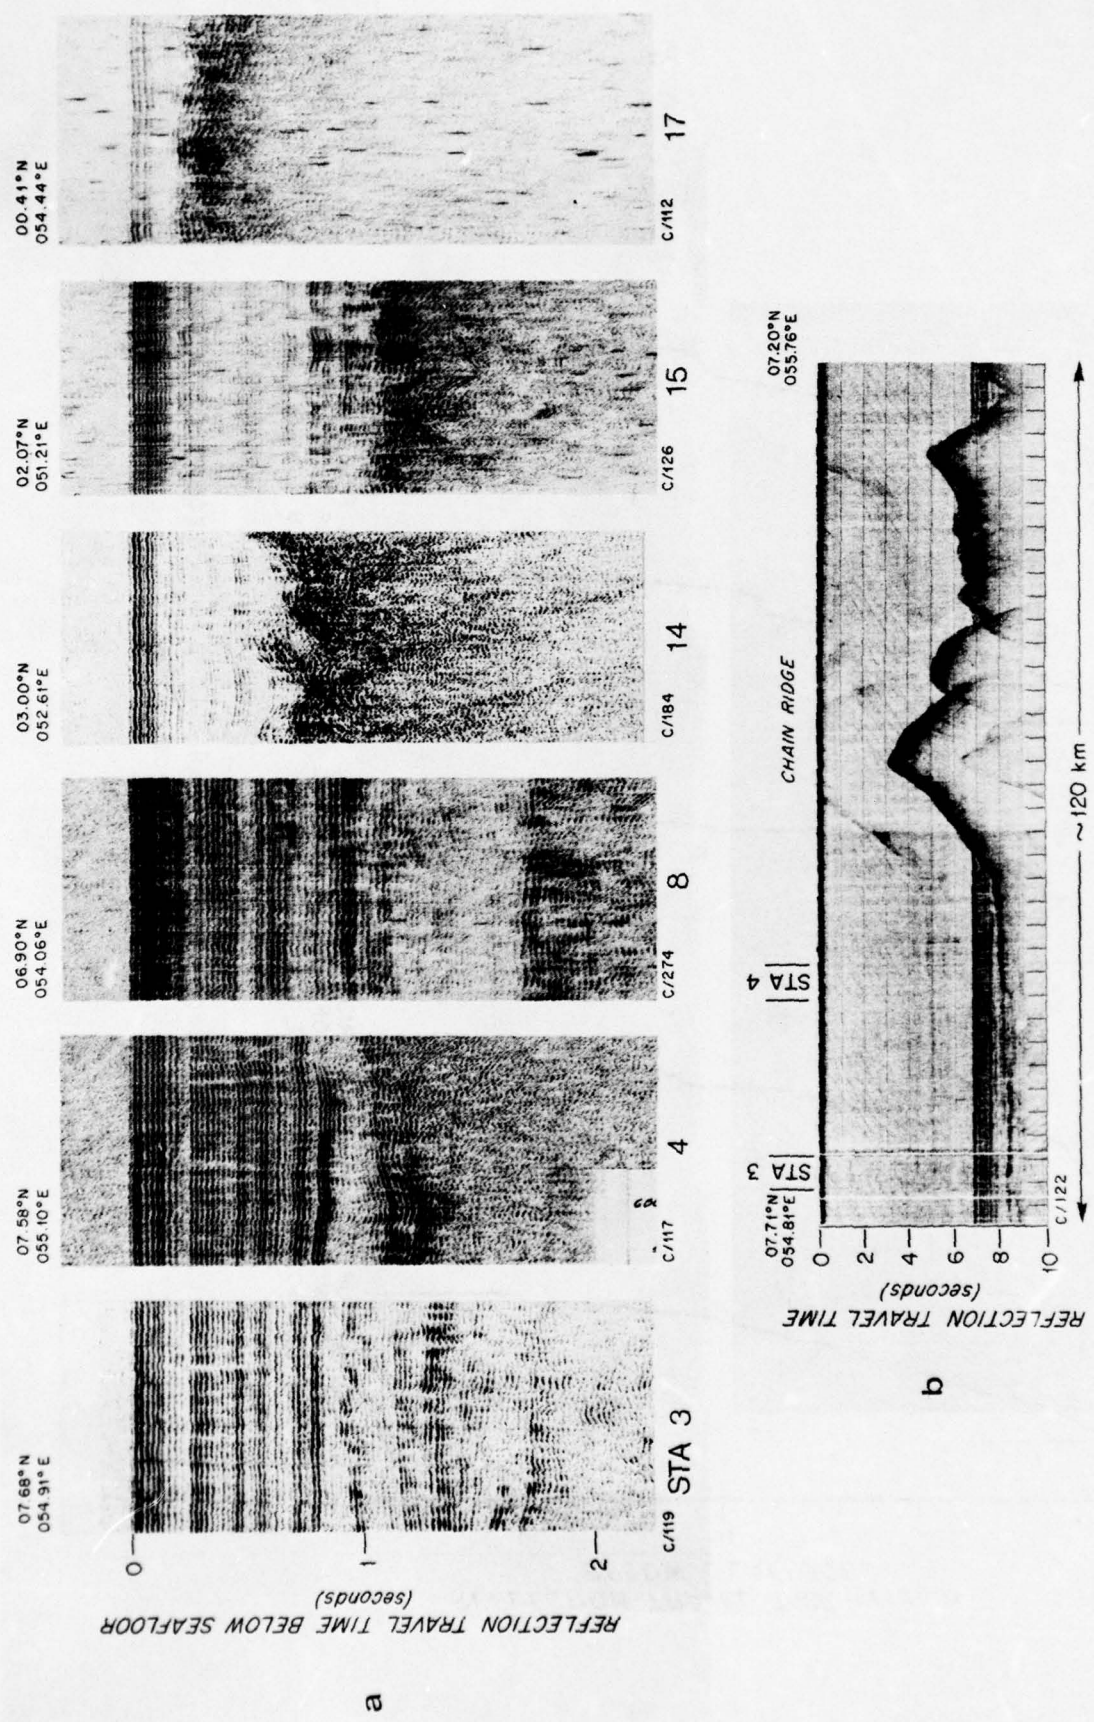 a
REFLECTION TRAVEL TIME BELOW SEAFLOOR
(seconds)
0
1
2
07.68°N
054.91°E
C/119
STA 3
07.58°N
055.10°E
C/117
4
06.90°N
054.06°E
C/274
8
03.00°N
052.61°E
C/184
14
02.07°N
051.21°E
C/126
15
00.41°N
054.44°E
C/112
17
b
REFLECTION TRAVEL TIME
(seconds)
0
2
4
6
8
10
07.71°N
054.81°E
STA 3
STA 4
CHAIN RIDGE
07.20°N
055.76°E
C/122
~120 km